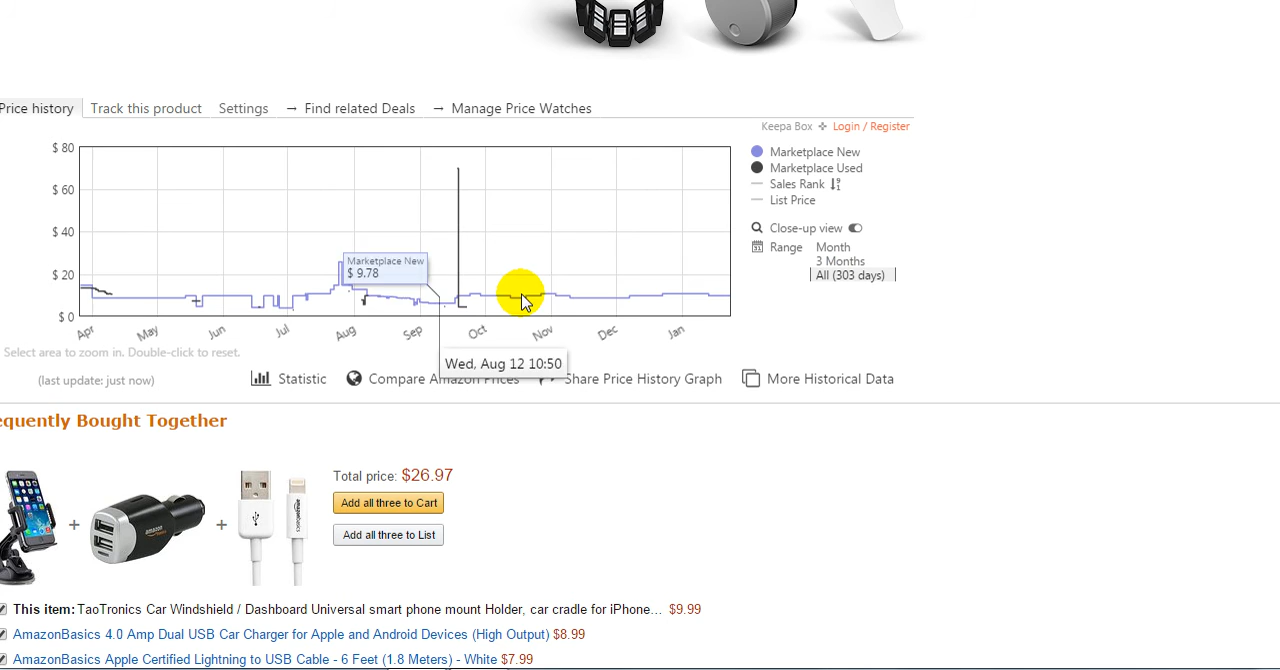 Price history Track this product Settings → Find related Deals → Manage Price Watches
Keepa Box Login / Register
$ 80
$ 60
$ 40
$ 20
$ 0
Marketplace New
$ 9.78
Apr May Jun Jul Aug Sep Oct Nov Dec Jan
Wed, Aug 12 10:50
Marketplace New
Marketplace Used
Sales Rank
List Price
Close-up view
Range Month
3 Months
All (303 days)
Select area to zoom in. Double-click to reset.
(last update: just now) Statistic Compare Amazon Prices Share Price History Graph More Historical Data
equently Bought Together
Total price: $26.97
Add all three to Cart
Add all three to List
This item: TaoTronics Car Windshield / Dashboard Universal smart phone mount Holder, car cradle for iPhone… $9.99
AmazonBasics 4.0 Amp Dual USB Car Charger for Apple and Android Devices (High Output) $8.99
AmazonBasics Apple Certified Lightning to USB Cable - 6 Feet (1.8 Meters) - White $7.99